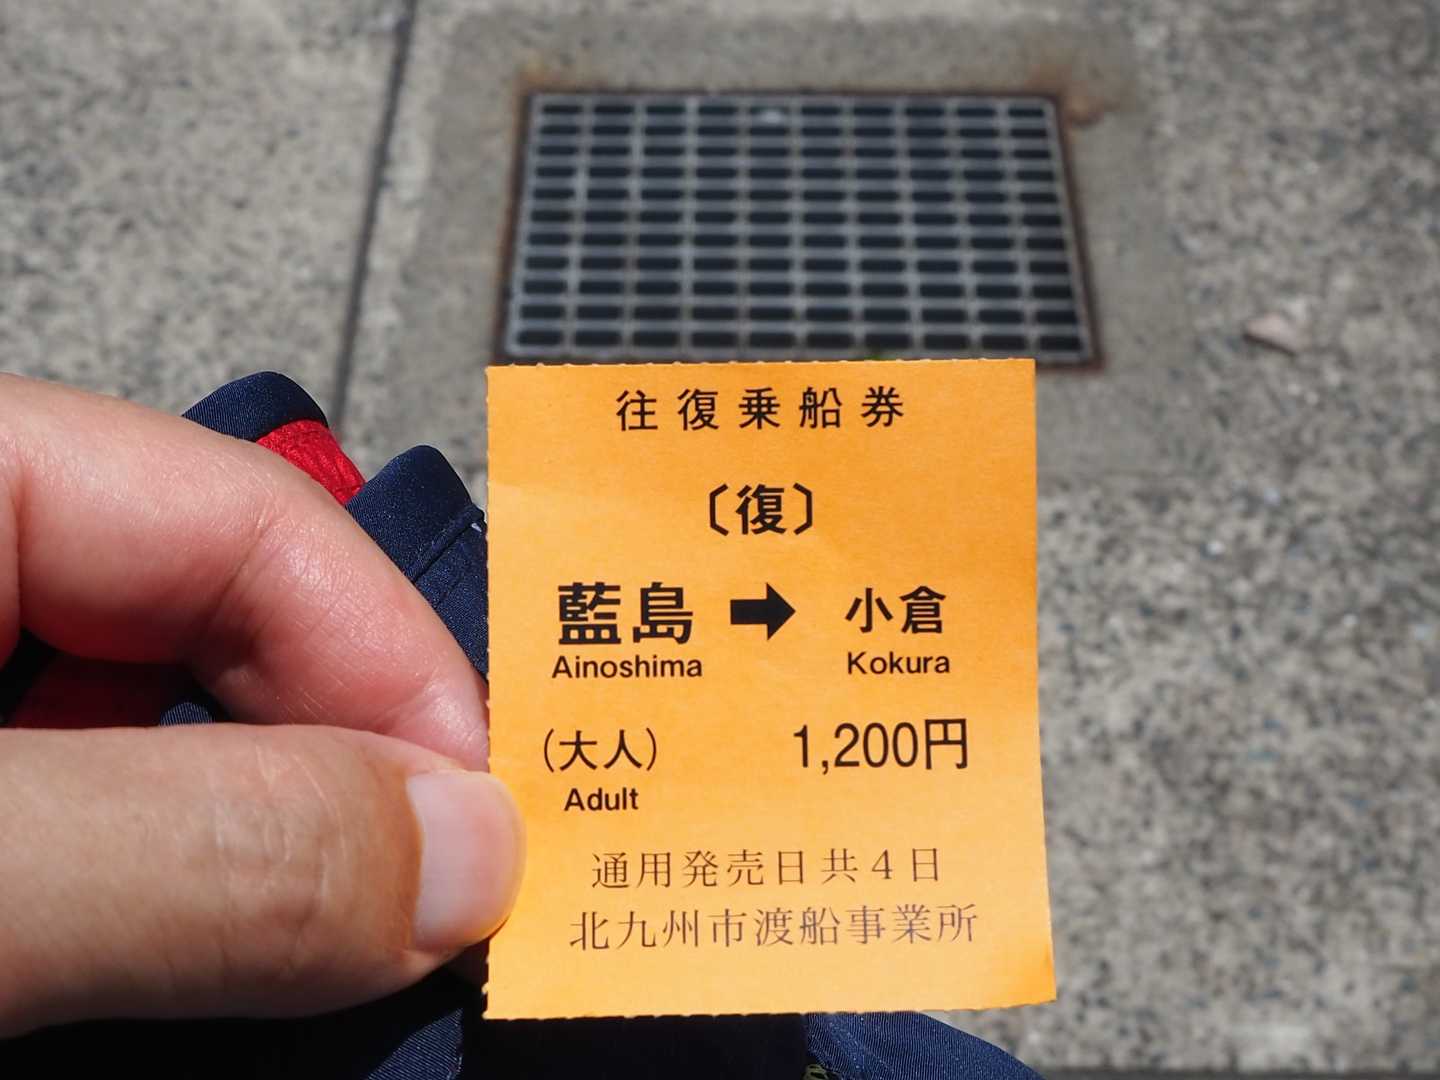 往復乗船券
〔復〕
藍島 ➡ 小倉
Ainoshima Kokura
(大人) 1,200円
Adult
通用発売日共4日
北九州市渡船事業所